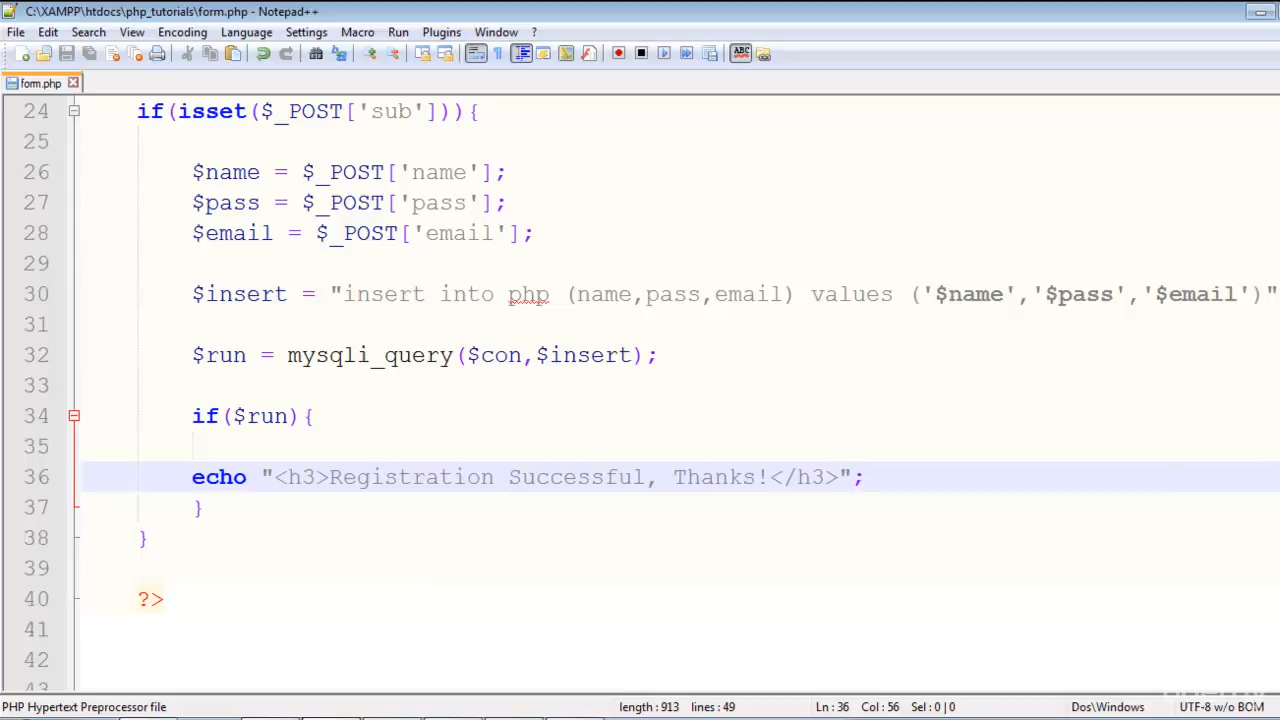 C:\XAMPP\htdocs\php_tutorials\form.php - Notepad++
File Edit Search View Encoding Language Settings Macro Run Plugins Window ?
ABC
form.php
24 if(isset($_POST['sub'])){
25
26 $name = $_POST['name'];
27 $pass = $_POST['pass'];
28 $email = $_POST['email'];
29
30 $insert = "insert into php (name,pass,email) values ('$name','$pass','$email')"
31
32 $run = mysqli_query($con,$insert);
33
34 if($run){
35
36 echo "<h3>Registration Successful, Thanks!</h3>";
37 }
38 }
39
40 ?>
41
42
43
PHP Hypertext Preprocessor file length : 913 lines : 49 Ln : 36 Col : 56 Sel : 0 | 0 Dos\Windows UTF-8 w/o BOM